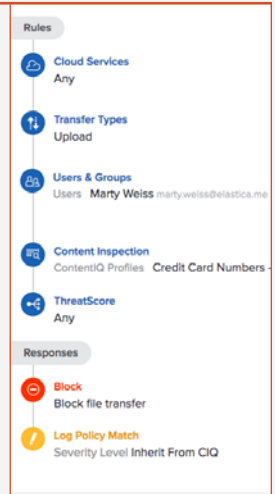 Rules
Cloud Services
Any
Transfer Types
Upload
Users & Groups
Users Marty Weiss marty.weiss@elastica.me
Content Inspection
ContentIQ Profiles Credit Card Numbers -
ThreatScore
Any
Responses
Block
Block file transfer
Log Policy Match
Severity Level Inherit From CIQ